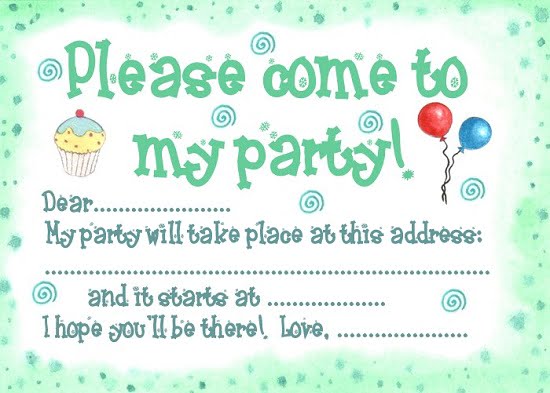 Please come to
my party!
Dear.......................
My party will take place at this address:
...........................................................................
and it starts at ....................
I hope you'll be there! Love, ......................